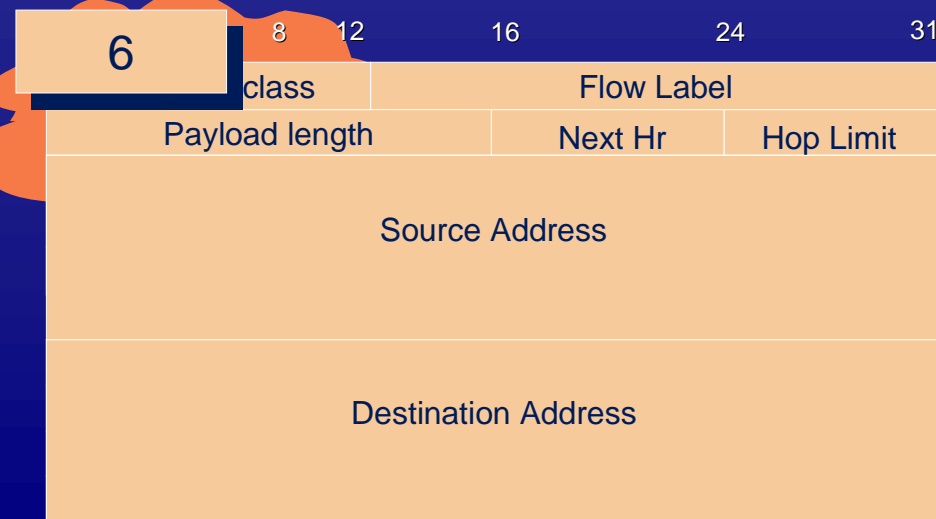 8 12 16 24 31
6
class Flow Label
Payload length Next Hr Hop Limit
Source Address
Destination Address